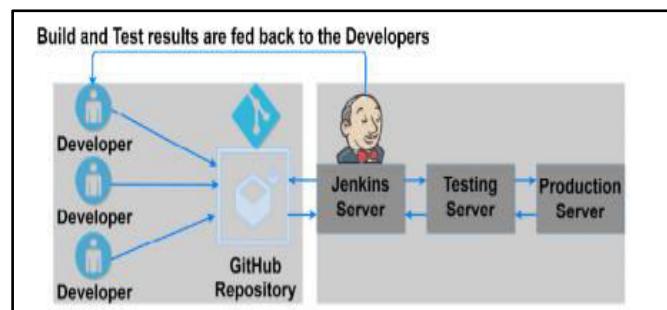 Build and Test results are fed back to the Developers
Developer
Developer
Developer
GitHub
Repository
Jenkins
Server
Testing
Server
Production
Server